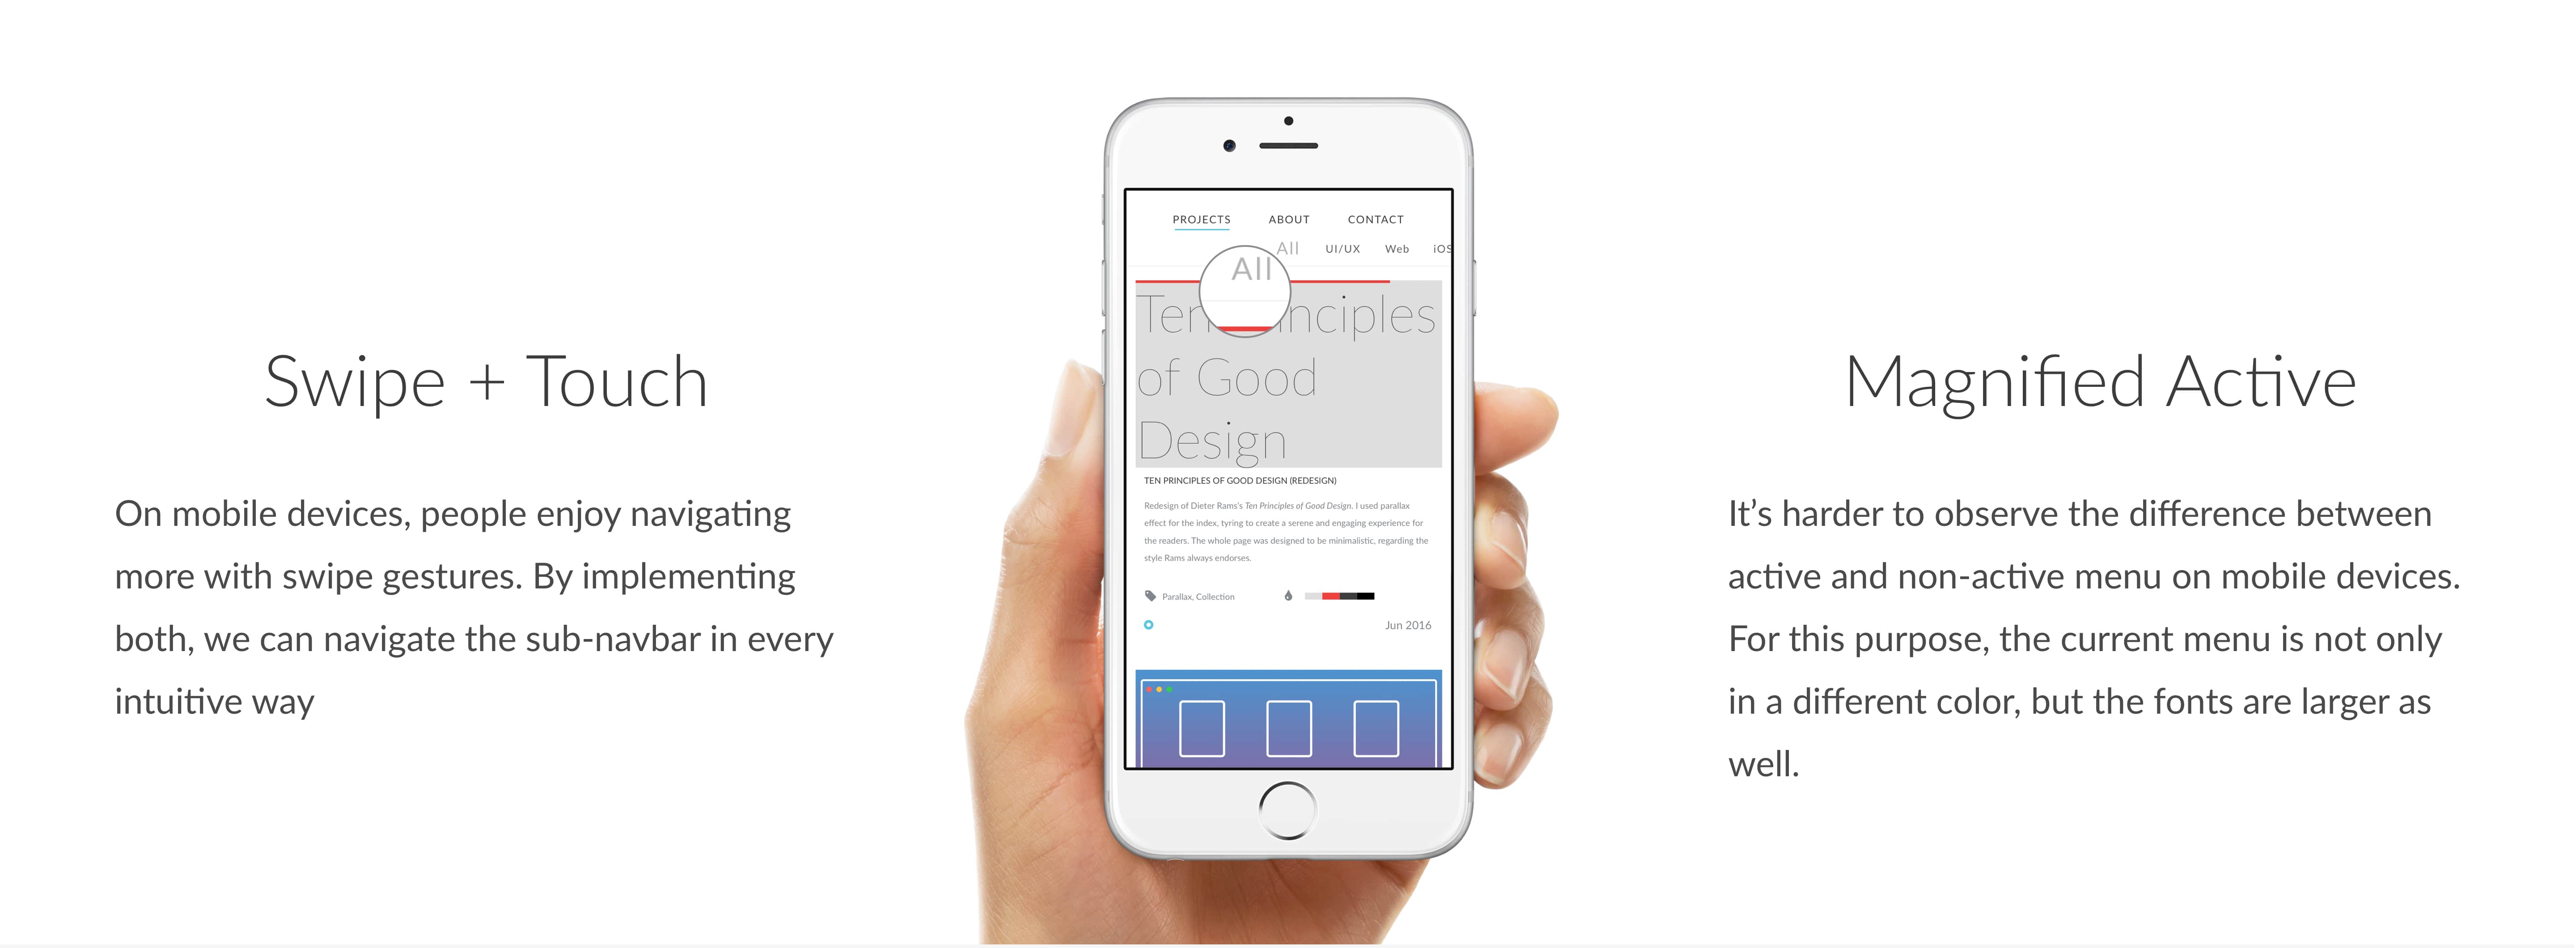 Swipe + Touch
On mobile devices, people enjoy navigating
more with swipe gestures. By implementing
both, we can navigate the sub-navbar in every
intuitive way
PROJECTS ABOUT CONTACT
All UI/UX Web iOS
All
Ten inciples
of Good
Design
TEN PRINCIPLES OF GOOD DESIGN (REDESIGN)
Redesign of Dieter Rams's Ten Principles of Good Design. I used parallax
effect for the index, tyring to create a serene and engaging experience for
the readers. The whole page was designed to be minimalistic, regarding the
style Rams always endorses.
Parallax, Collection
Jun 2016
Magnified Active
It’s harder to observe the difference between
active and non-active menu on mobile devices.
For this purpose, the current menu is not only
in a different color, but the fonts are larger as
well.